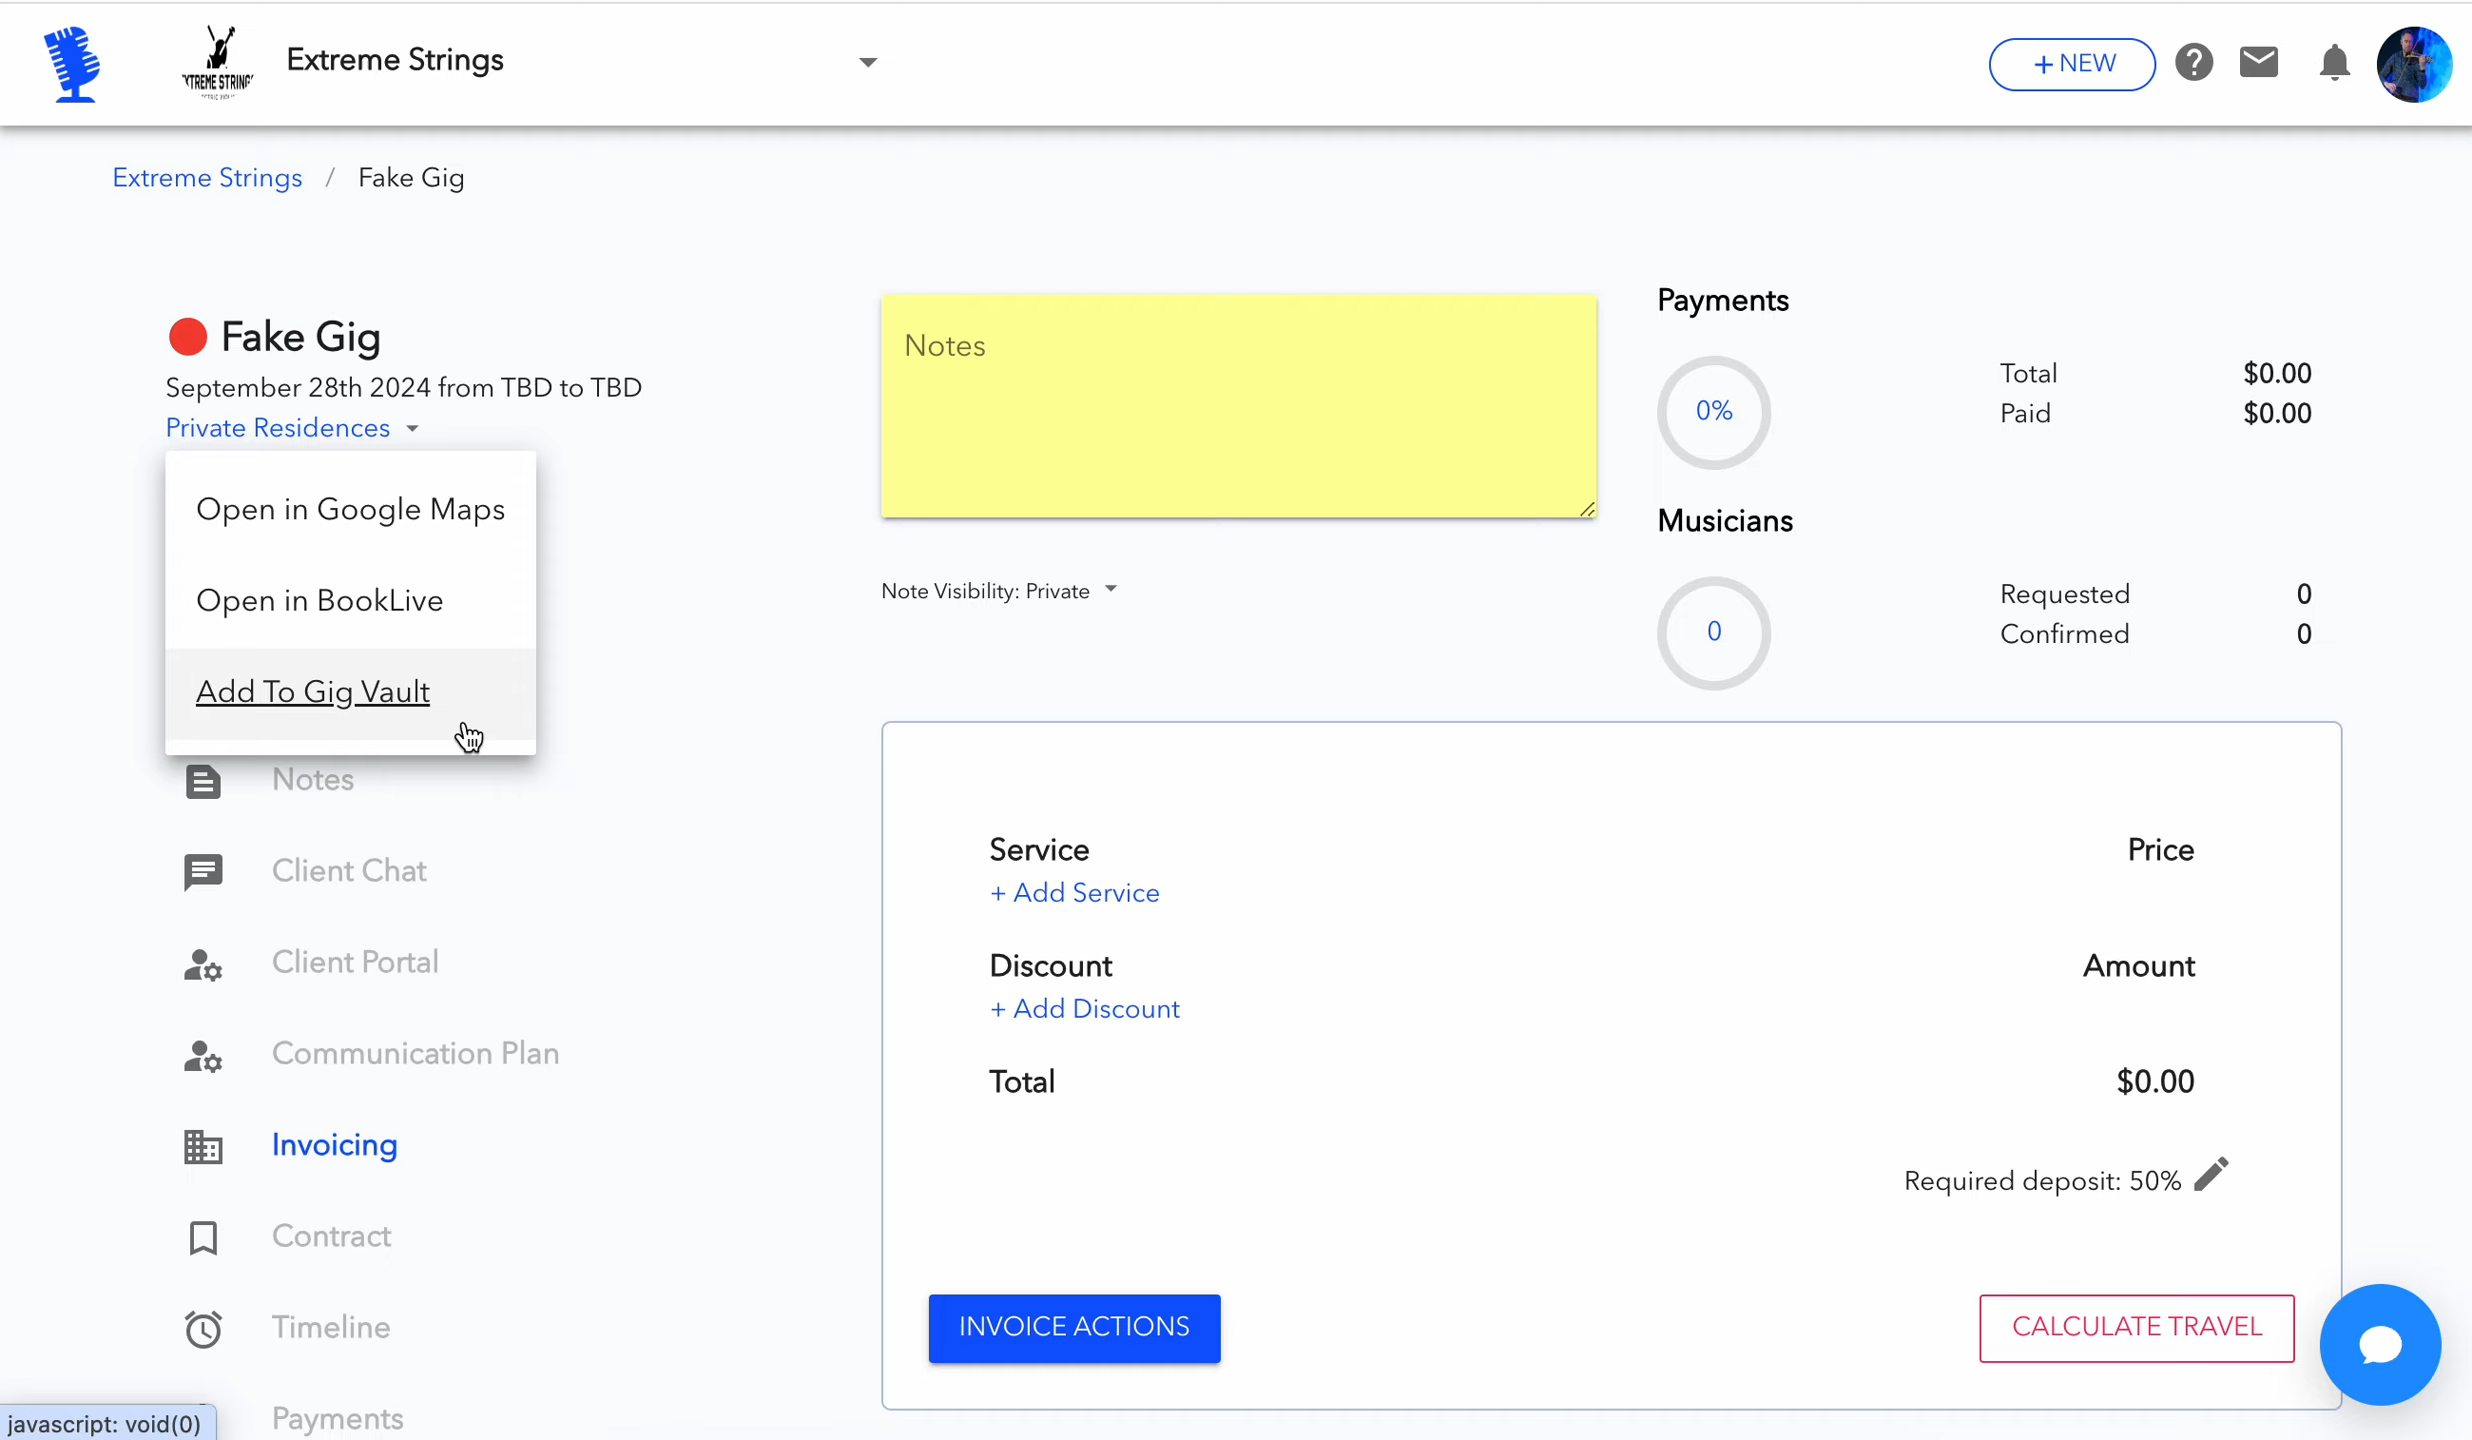 XTREME STRING
Extreme Strings
+ NEW
Extreme Strings / Fake Gig
Fake Gig
September 28th 2024 from TBD to TBD
Private Residences
Open in Google Maps
Open in BookLive
Add To Gig Vault
Notes
Client Chat
Client Portal
Communication Plan
Invoicing
Contract
Timeline
Payments
javascript: void(0)
Notes
Note Visibility: Private
Payments
0%
Total $0.00
Paid $0.00
Musicians
0
Requested 0
Confirmed 0
Service Price
+ Add Service
Discount Amount
+ Add Discount
Total $0.00
Required deposit: 50%
INVOICE ACTIONS
CALCULATE TRAVEL